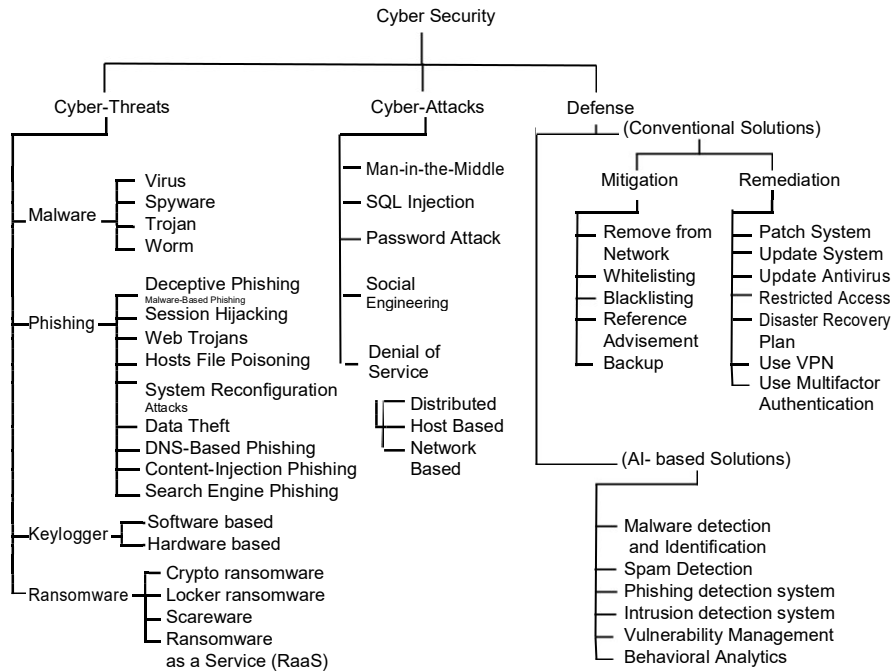 Cyber Security
Cyber-Threats
Malware
Virus
Spyware
Trojan
Worm
Phishing
Deceptive Phishing
Malware-Based Phishing
Session Hijacking
Web Trojans
Hosts File Poisoning
System Reconfiguration
Attacks
Data Theft
DNS-Based Phishing
Content-Injection Phishing
Search Engine Phishing
Keylogger
Software based
Hardware based
Ransomware
Crypto ransomware
Locker ransomware
Scareware
Ransomware
as a Service (RaaS)
Cyber-Attacks
Man-in-the-Middle
SQL Injection
Password Attack
Social
Engineering
Denial of
Service
Distributed
Host Based
Network
Based
Defense
(Conventional Solutions)
Mitigation
Remove from
Network
Whitelisting
Blacklisting
Reference
Advisement
Backup
Remediation
Patch System
Update System
Update Antivirus
Restricted Access
Disaster Recovery
Plan
Use VPN
Use Multifactor
Authentication
(AI- based Solutions)
Malware detection
and Identification
Spam Detection
Phishing detection system
Intrusion detection system
Vulnerability Management
Behavioral Analytics